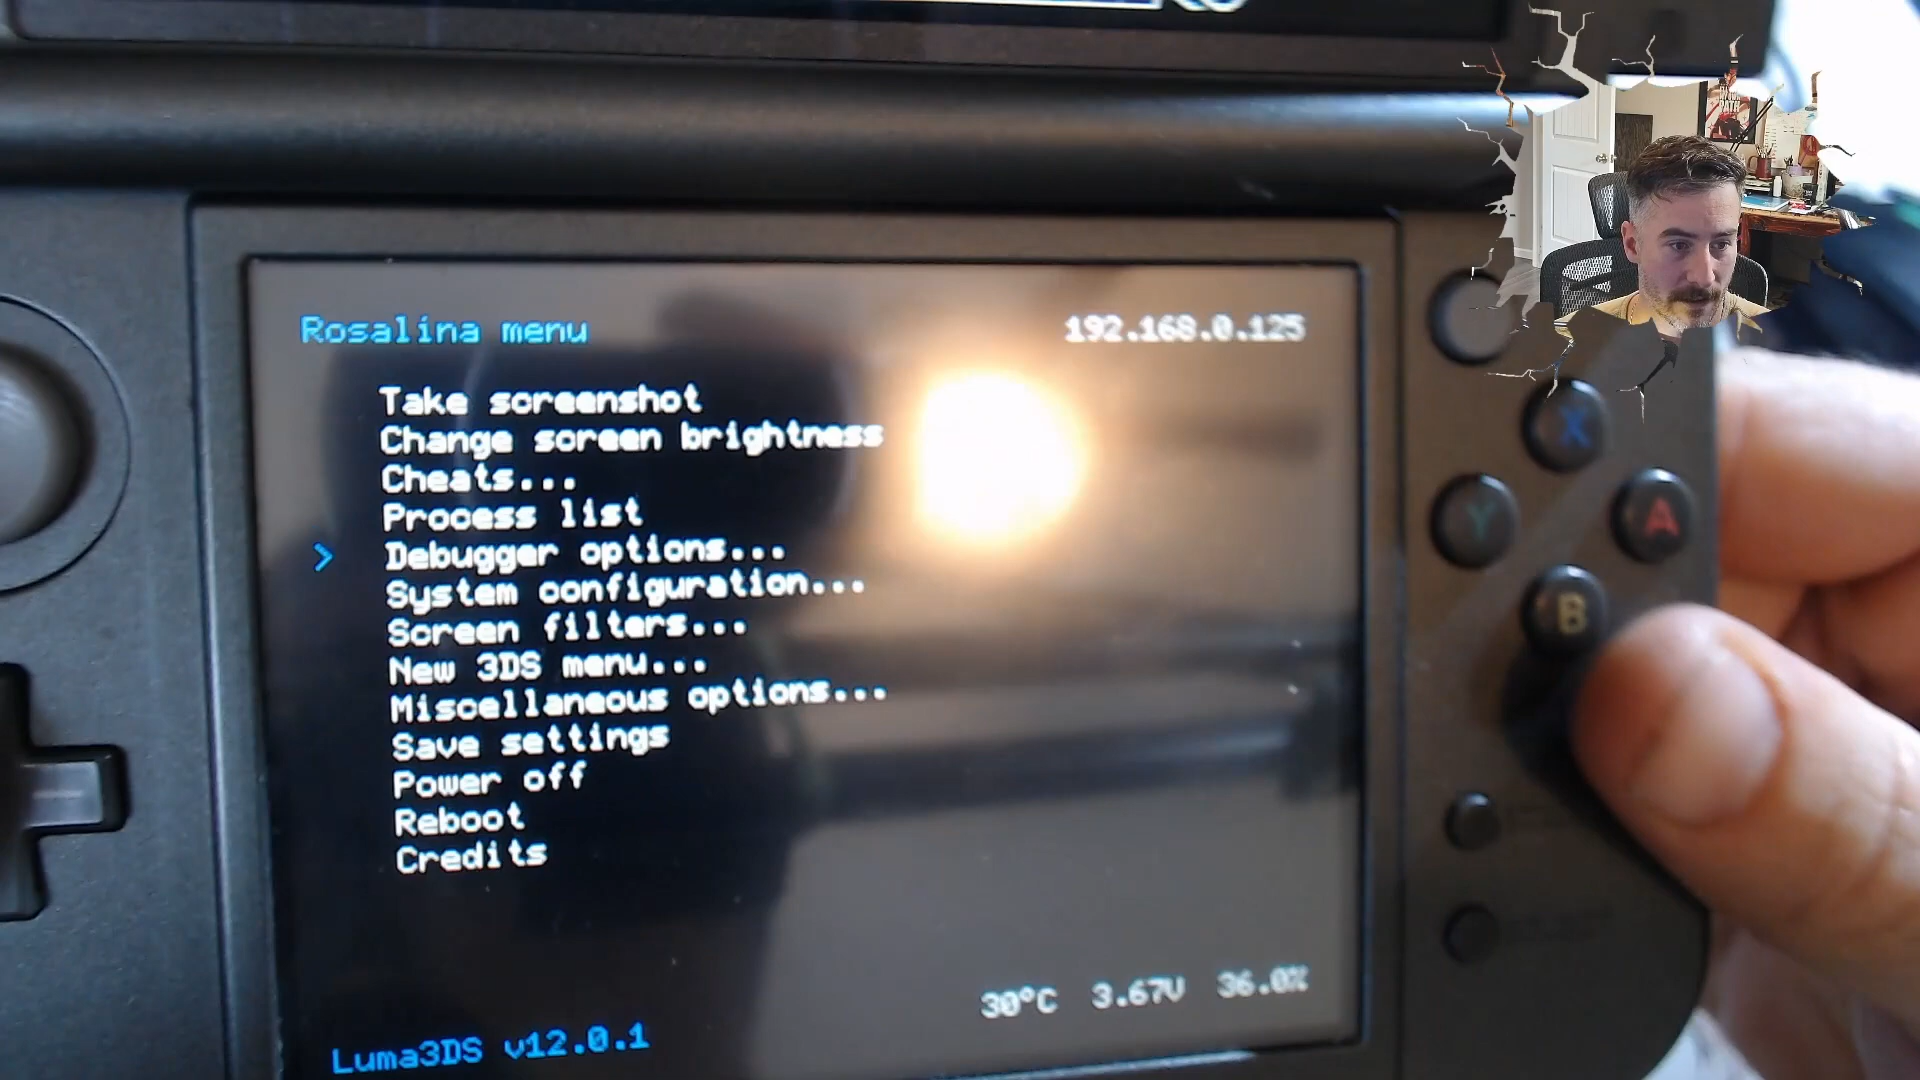 Rosalina menu
192.168.0.125
Take screenshot
Change screen brightness
Cheats...
Process list
> Debugger options...
System configuration...
Screen filters...
New 3DS menu...
Miscellaneous options...
Save settings
Power off
Reboot
Credits
30°C 3.67V 36.0%
Luma3DS v12.0.1
X
Y
A
B